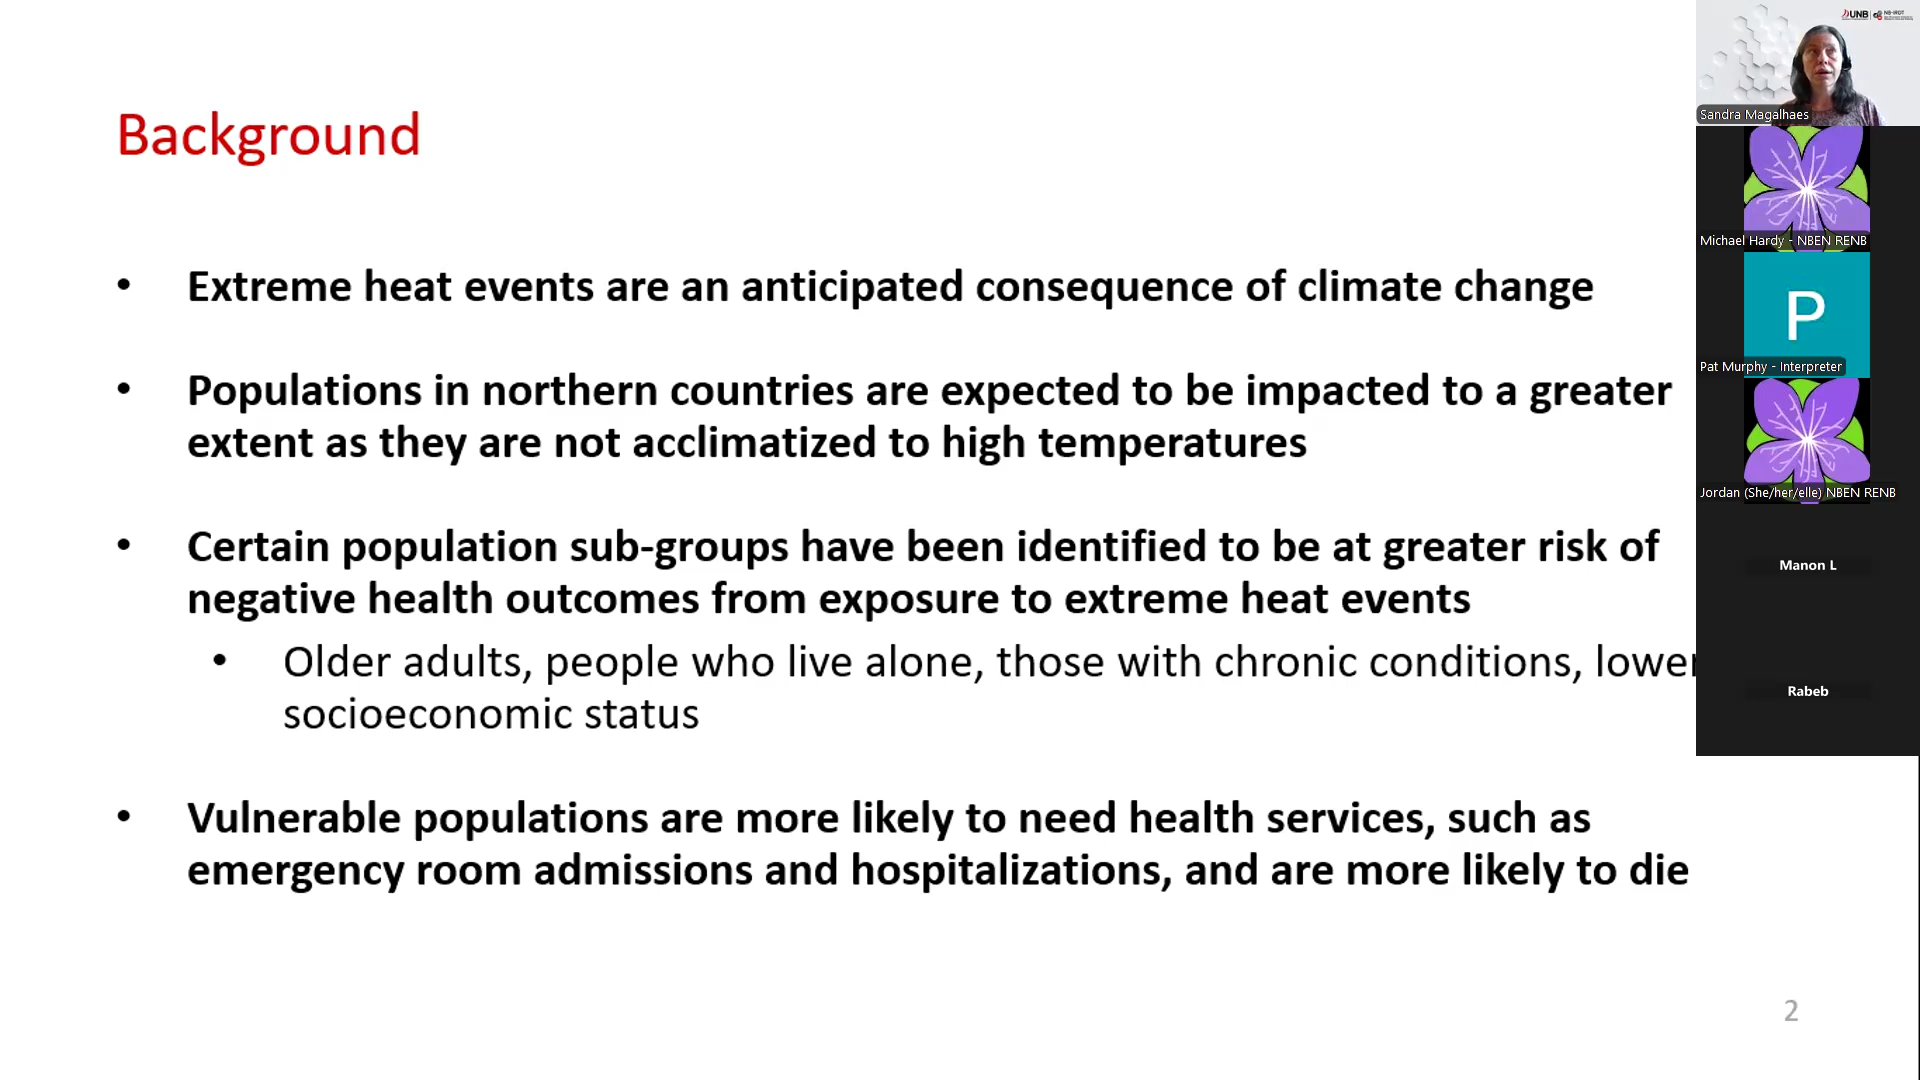 Background
• Extreme heat events are an anticipated consequence of climate change
• Populations in northern countries are expected to be impacted to a greater
extent as they are not acclimatized to high temperatures
• Certain population sub-groups have been identified to be at greater risk of
negative health outcomes from exposure to extreme heat events
• Older adults, people who live alone, those with chronic conditions, lower
socioeconomic status
• Vulnerable populations are more likely to need health services, such as
emergency room admissions and hospitalizations, and are more likely to die
2
UNB
NB-IRDT
Sandra Magalhaes
Michael Hardy - NBEN RENB
P
Pat Murphy - Interpreter
Jordan (She/her/elle) NBEN RENB
Manon L
Rabeb